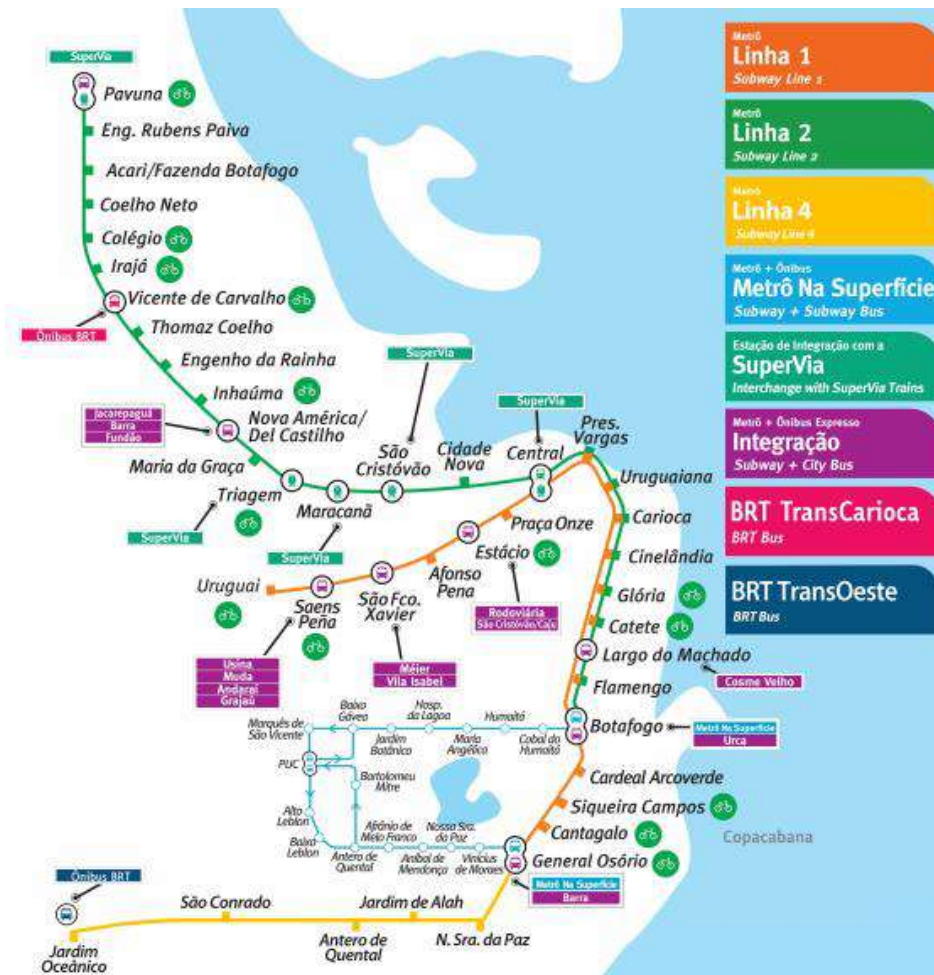 SuperVia
Pavuna
Eng. Rubens Paiva
Acari/Fazenda Botafogo
Coelho Neto
Colégio
Irajá
Vicente de Carvalho
Ônibus BRT
Thomaz Coelho
Engenho da Rainha
Inhaúma
Jacarepaguá
Barra
Fundão
Nova América/
Del Castilho
Maria da Graça
Triagem
SuperVia
Maracanã
SuperVia
SuperVia
São
Cristóvão
Cidade
Nova
SuperVia
Central
Pres.
Vargas
Uruguaiana
Carioca
Cinelândia
Glória
Catete
Largo do Machado
Cosme Velho
Flamengo
Botafogo
Metrô Na Superfície
Urca
Praça Onze
Estácio
Rodoviária
São Cristóvão/Caju
Afonso
Pena
São Fco.
Xavier
Méier
Vila Isabel
Saens
Peña
Usina
Muda
Andaraí
Grajaú
Uruguai
Cardeal Arcoverde
Siqueira Campos
Cantagalo
General Osório
Metrô Na Superfície
Barra
Copacabana
Marquês de
São Vicente
Baixo
Gávea
Jardim
Botânico
Hosp.
da Lagoa
Maria
Angélica
Humaitá
Cobal do
Humaitá
PUC
Bartolomeu
Mitre
Alto
Leblon
Baixo
Leblon
Antero de
Quental
Afrânio de
Melo Franco
Aníbal de
Mendonça
Nossa Sra.
da Paz
Vinícius
de Moraes
Ônibus BRT
Jardim
Oceânico
São Conrado
Antero de
Quental
Jardim de Alah
N. Sra. da Paz
Metrô
Linha 1
Subway Line 1
Metrô
Linha 2
Subway Line 2
Metrô
Linha 4
Subway Line 4
Metrô + Ônibus
Metrô Na Superfície
Subway + Subway Bus
Estação de Integração com a
SuperVia
Interchange with SuperVia Trains
Metrô + Ônibus Expresso
Integração
Subway + City Bus
BRT TransCarioca
BRT Bus
BRT TransOeste
BRT Bus